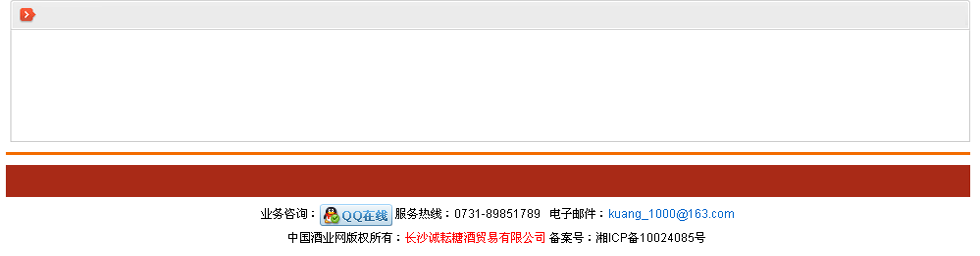 业务咨询：QQ在线 服务热线：0731-89851789 电子邮件：kuang_1000@163.com
中国酒业网版权所有：长沙诚耘糖酒贸易有限公司 备案号：湘ICP备10024085号